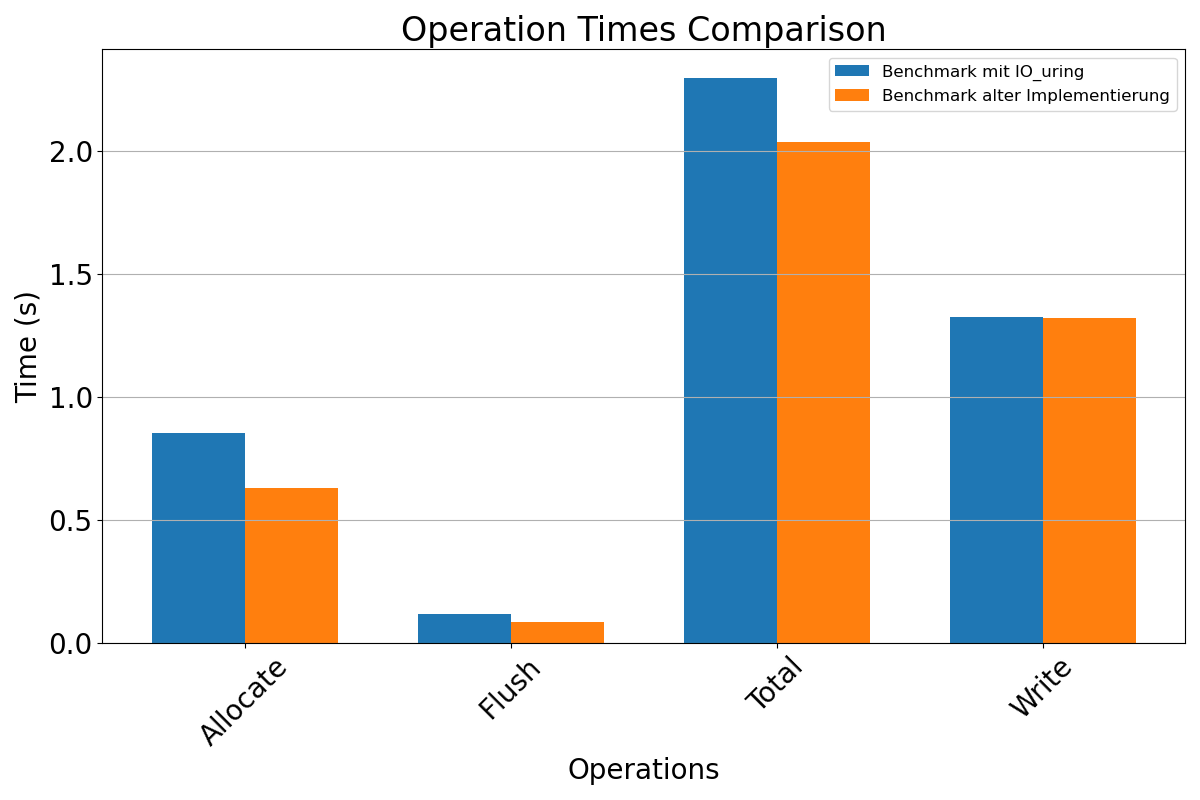 Operation Times Comparison
Benchmark mit IO_uring
Benchmark alter Implementierung
Time (s)
2.0
1.5
1.0
0.5
0.0
Allocate
Flush
Total
Write
Operations